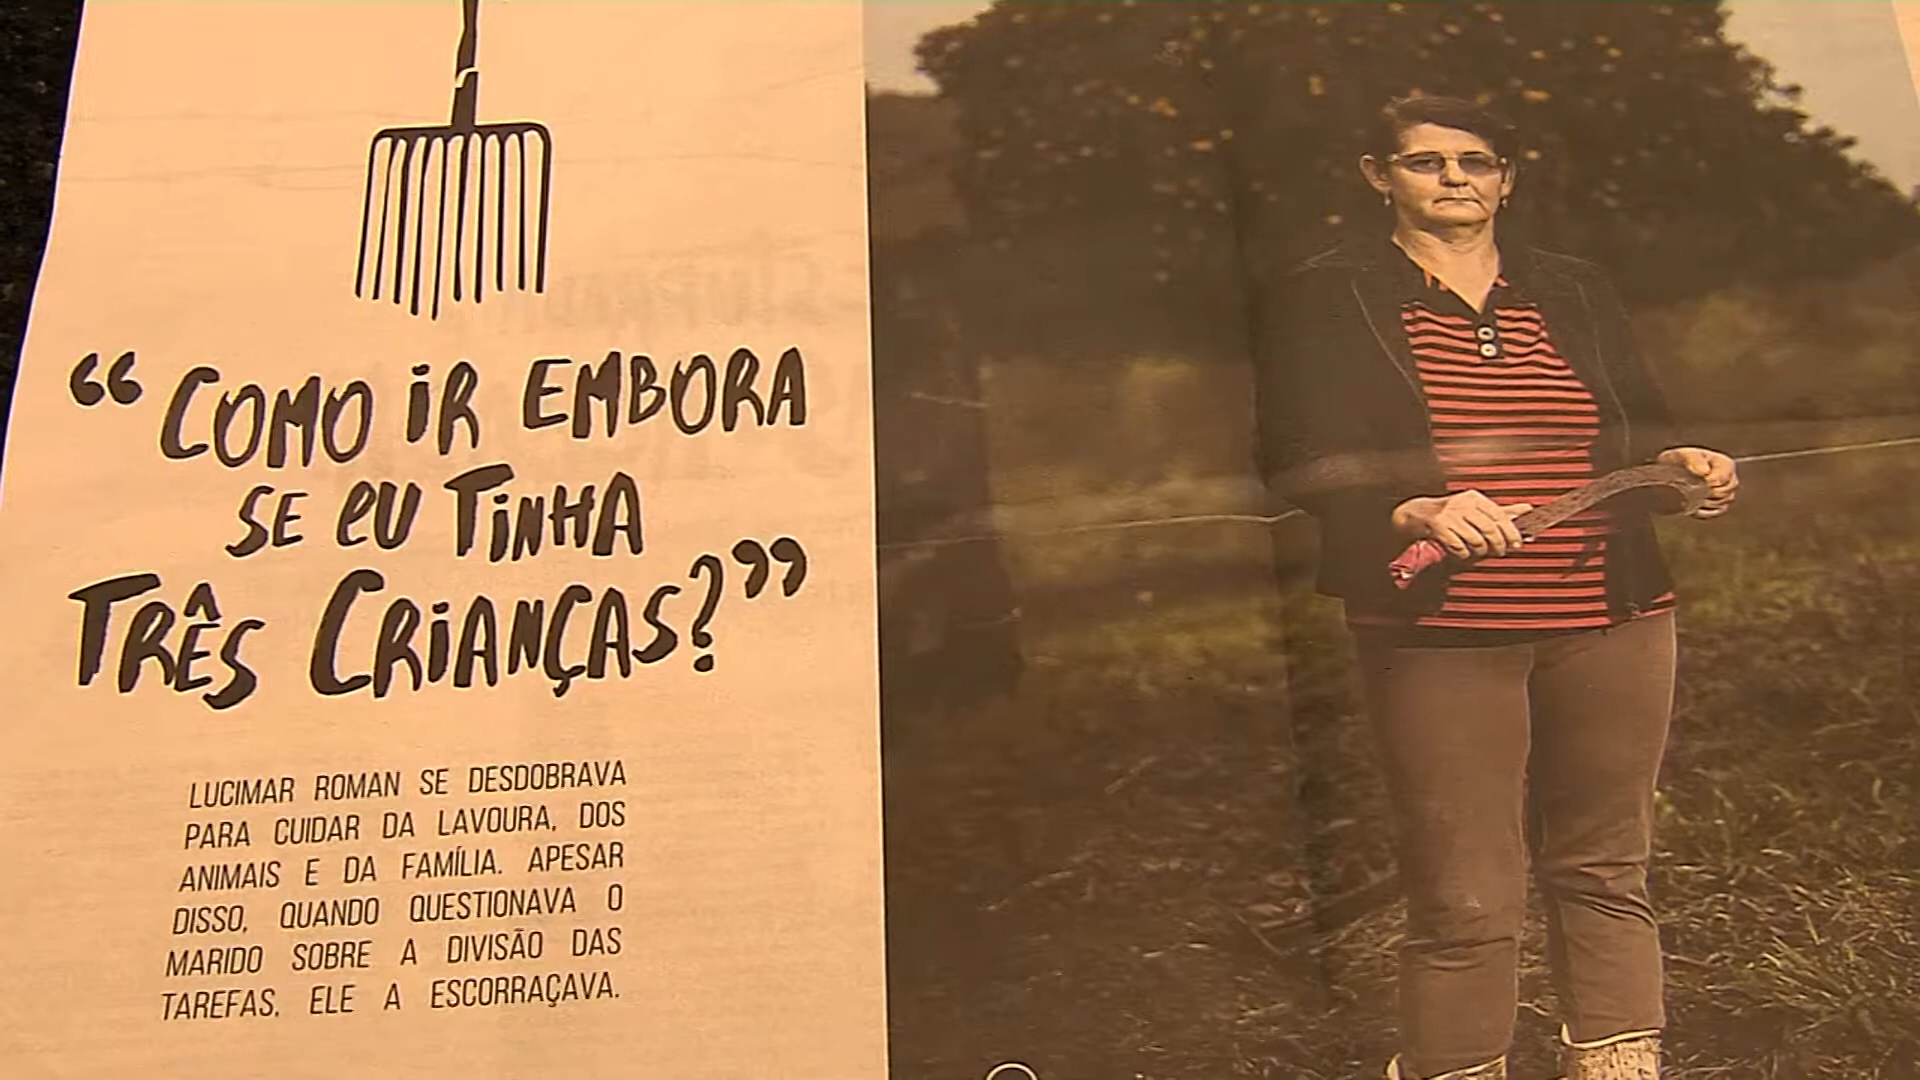 “COMO IR EMBORA
SE EU TINHA
TRÊS CRIANÇAS?”
LUCIMAR ROMAN SE DESDOBRAVA
PARA CUIDAR DA LAVOURA, DOS
ANIMAIS E DA FAMÍLIA. APESAR
DISSO, QUANDO QUESTIONAVA O
MARIDO SOBRE A DIVISÃO DAS
TAREFAS, ELE A ESCORRAÇAVA.